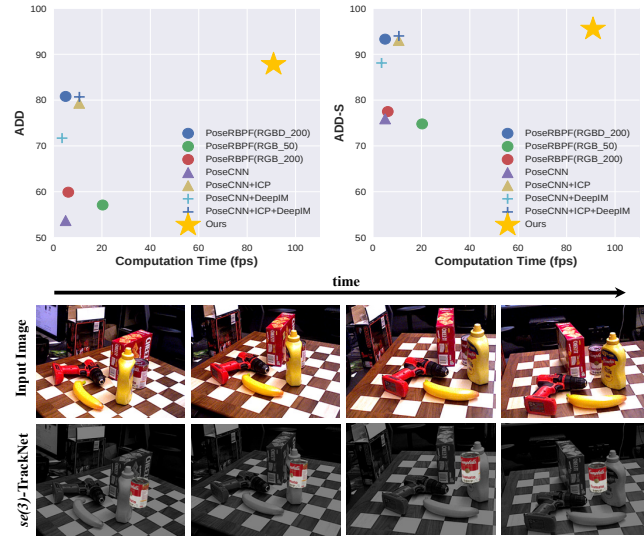 100
90
80
70
60
50
ADD
0
20
40
60
80
100
Computation Time (fps)
PoseRBPF(RGBD_200)
PoseRBPF(RGB_50)
PoseRBPF(RGB_200)
PoseCNN
PoseCNN+ICP
PoseCNN+DeepIM
PoseCNN+ICP+DeepIM
Ours
100
90
80
70
60
50
ADD-S
0
20
40
60
80
100
Computation Time (fps)
PoseRBPF(RGBD_200)
PoseRBPF(RGB_50)
PoseRBPF(RGB_200)
PoseCNN
PoseCNN+ICP
PoseCNN+DeepIM
PoseCNN+ICP+DeepIM
Ours
time
Input Image
se(3)-TrackNet